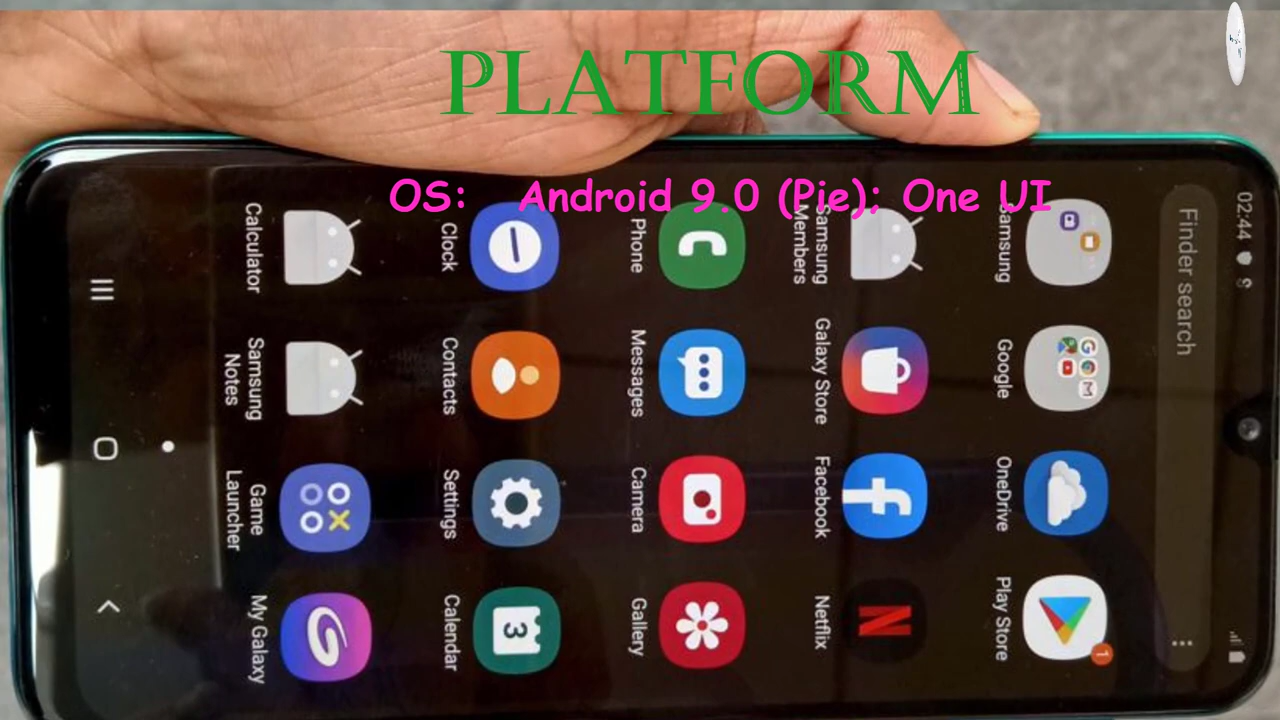 PLATFORM
OS: Android 9.0 (Pie); One UI
02:44
Finder search
Samsung
Google
OneDrive
Play Store
1
Samsung
Members
Galaxy Store
Facebook
Netflix
Phone
Messages
Camera
Gallery
Clock
Contacts
Settings
3
Calendar
Calculator
Samsung
Notes
Game
Launcher
My Galaxy